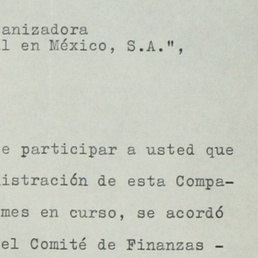 anizadora
l en México, S.A.",
e participar a usted que
istración de esta Compa-
mes en curso, se acordó
el Comité de Finanzas -